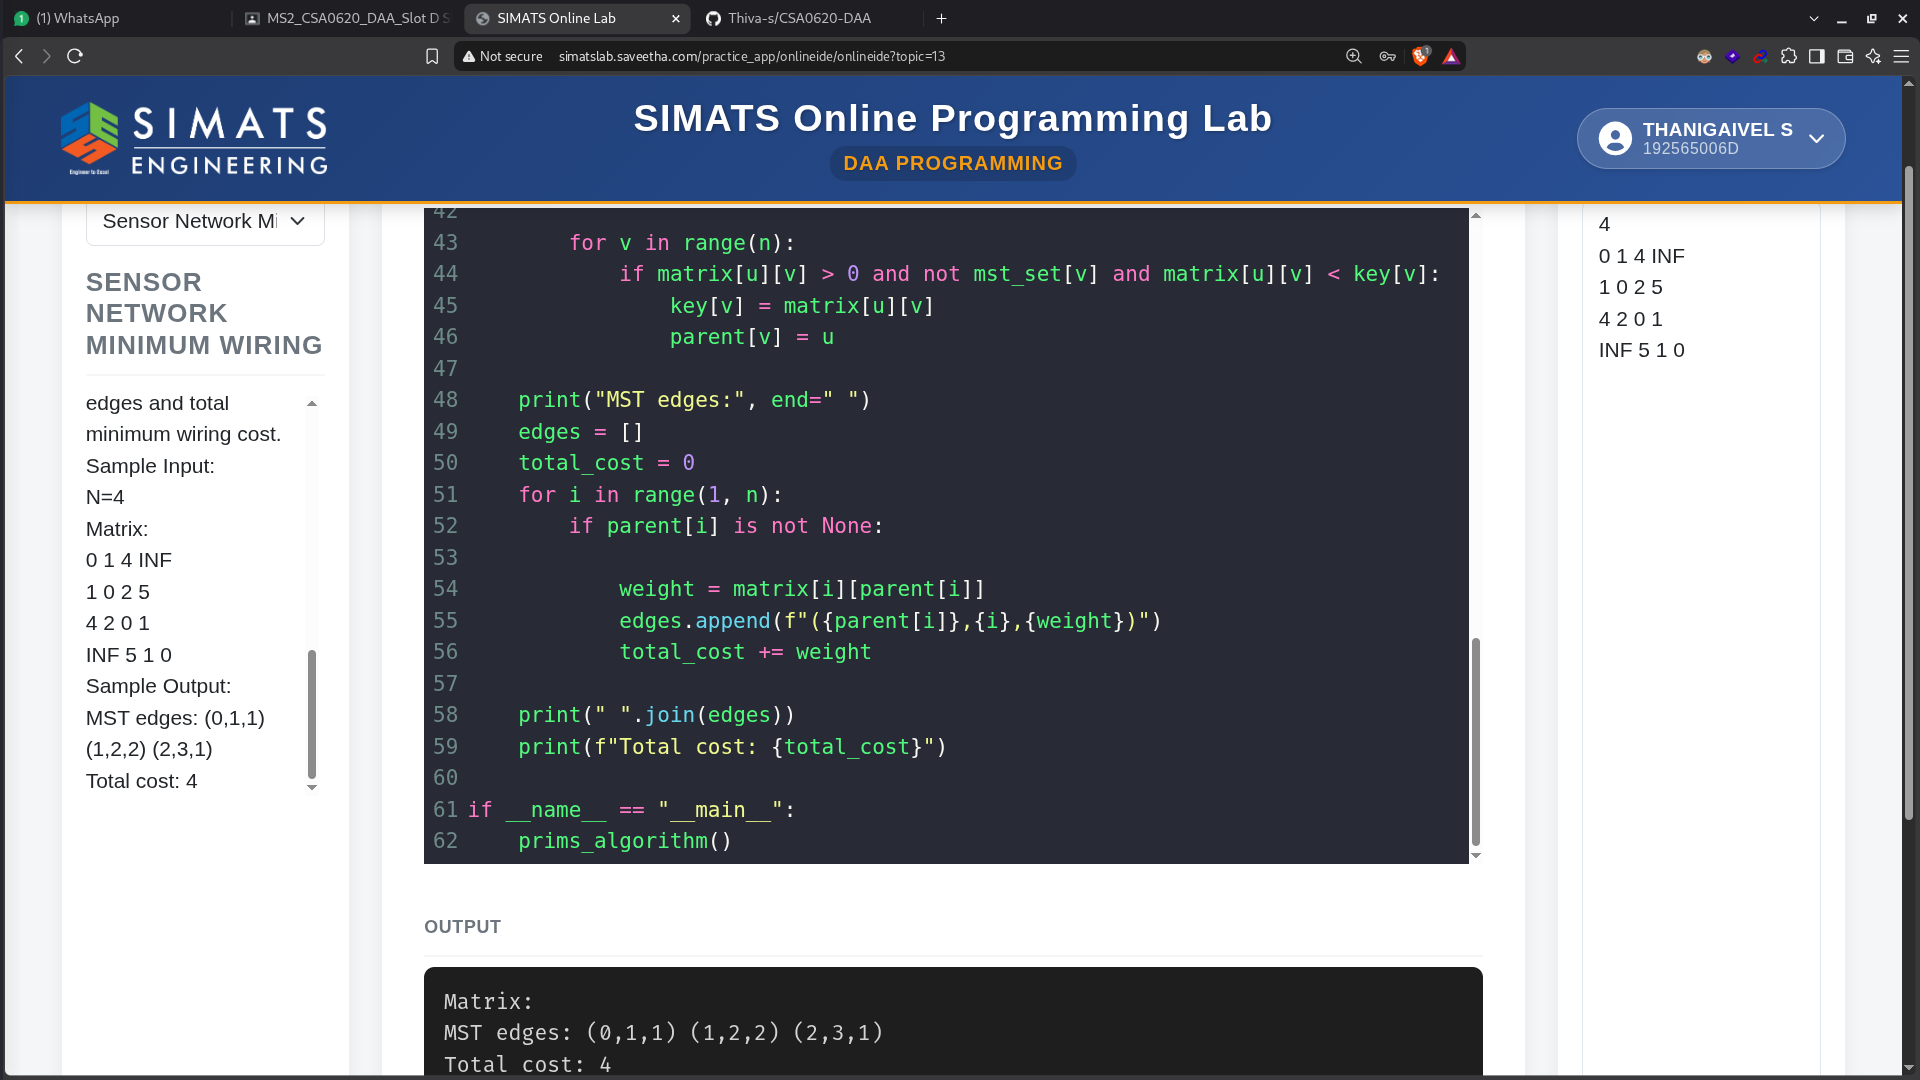 (1) WhatsApp
MS2_CSA0620_DAA_Slot D
SIMATS Online Lab
Thiva-s/CSA0620-DAA
Not secure simatslab.saveetha.com/practice_app/onlineide/onlineide?topic=13
SIMATS
ENGINEERING
Engineer to Excel
SIMATS Online Programming Lab
DAA PROGRAMMING
THANIGAIVEL S
192565006D
Sensor Network Mi
SENSOR
NETWORK
MINIMUM WIRING
edges and total
minimum wiring cost.
Sample Input:
N=4
Matrix:
0 1 4 INF
1 0 2 5
4 2 0 1
INF 5 1 0
Sample Output:
MST edges: (0,1,1)
(1,2,2) (2,3,1)
Total cost: 4
42
43         for v in range(n):
44             if matrix[u][v] > 0 and not mst_set[v] and matrix[u][v] < key[v]:
45                 key[v] = matrix[u][v]
46                 parent[v] = u
47
48     print("MST edges:", end=" ")
49     edges = []
50     total_cost = 0
51     for i in range(1, n):
52         if parent[i] is not None:
53
54             weight = matrix[i][parent[i]]
55             edges.append(f"({parent[i]},{i},{weight})")
56             total_cost += weight
57
58     print(" ".join(edges))
59     print(f"Total cost: {total_cost}")
60
61 if __name__ == "__main__":
62     prims_algorithm()
OUTPUT
Matrix:
MST edges: (0,1,1) (1,2,2) (2,3,1)
Total cost: 4
4
0 1 4 INF
1 0 2 5
4 2 0 1
INF 5 1 0